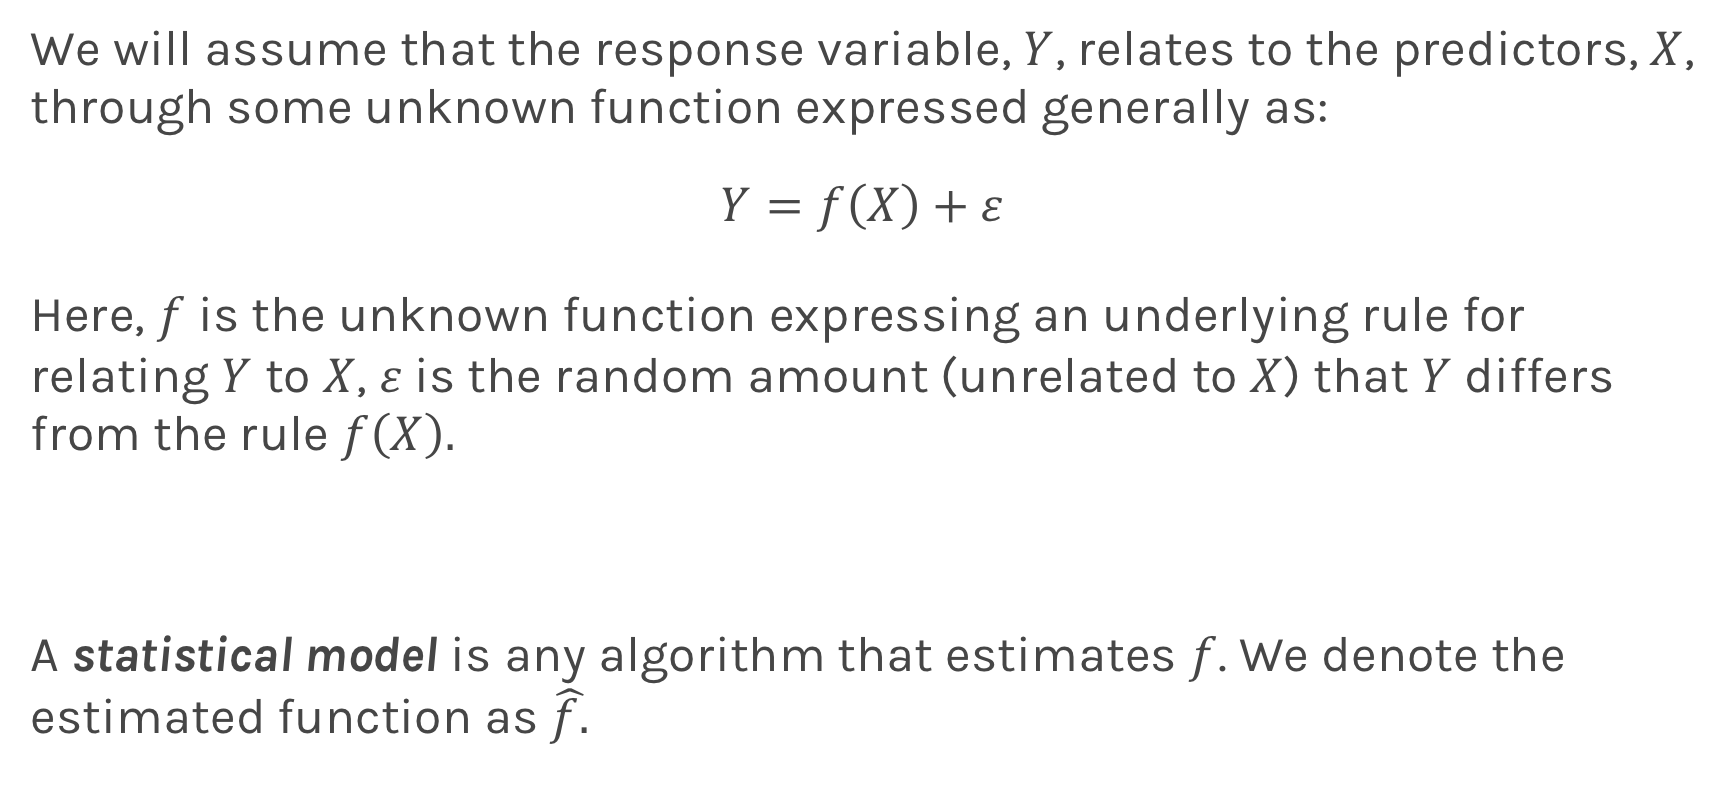 We will assume that the response variable, Y, relates to the predictors, X,
through some unknown function expressed generally as:
Y = f(X) + ε
Here, f is the unknown function expressing an underlying rule for
relating Y to X, ε is the random amount (unrelated to X) that Y differs
from the rule f(X).
A statistical model is any algorithm that estimates f. We denote the
estimated function as f̂.